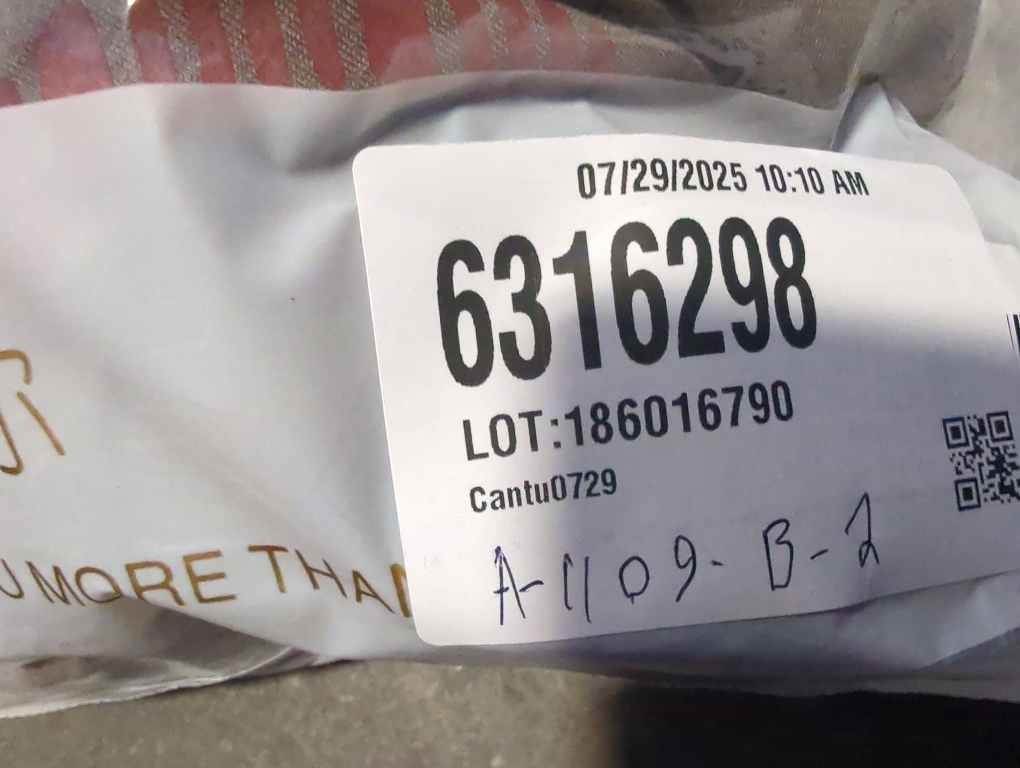 07/29/2025 10:10 AM
6316298
LOT:186016790
Cantu0729
A-1109-B-2
U MORE THAN